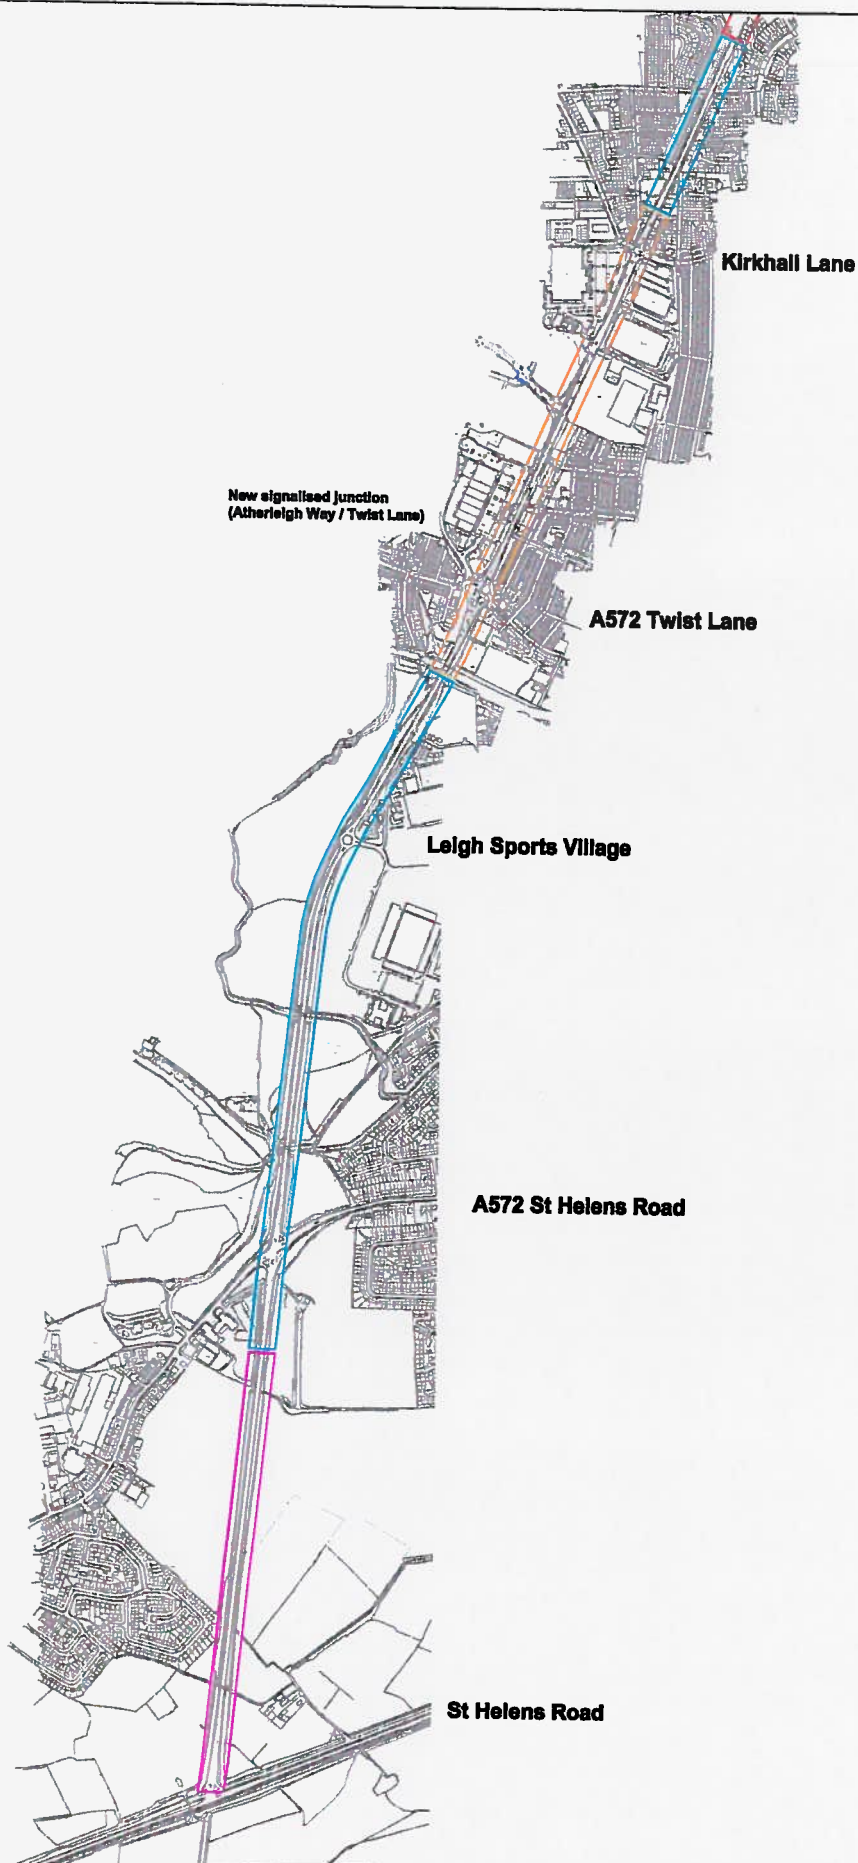 Kirkhall Lane
New signalised junction
(Atherleigh Way / Twist Lane)
A572 Twist Lane
Leigh Sports Village
A572 St Helens Road
St Helens Road